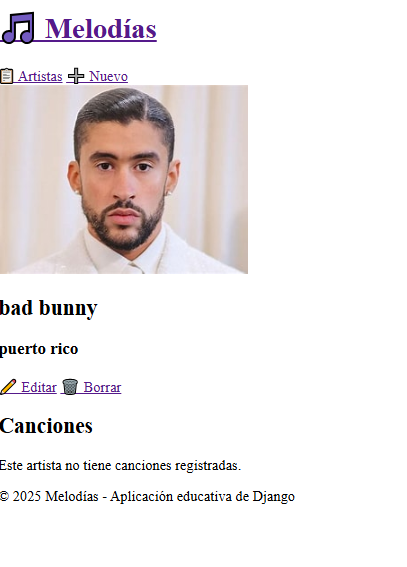 🎵 Melodías
📋 Artistas ➕ Nuevo
bad bunny
puerto rico
✏️ Editar 🗑️ Borrar
Canciones
Este artista no tiene canciones registradas.
© 2025 Melodías - Aplicación educativa de Django